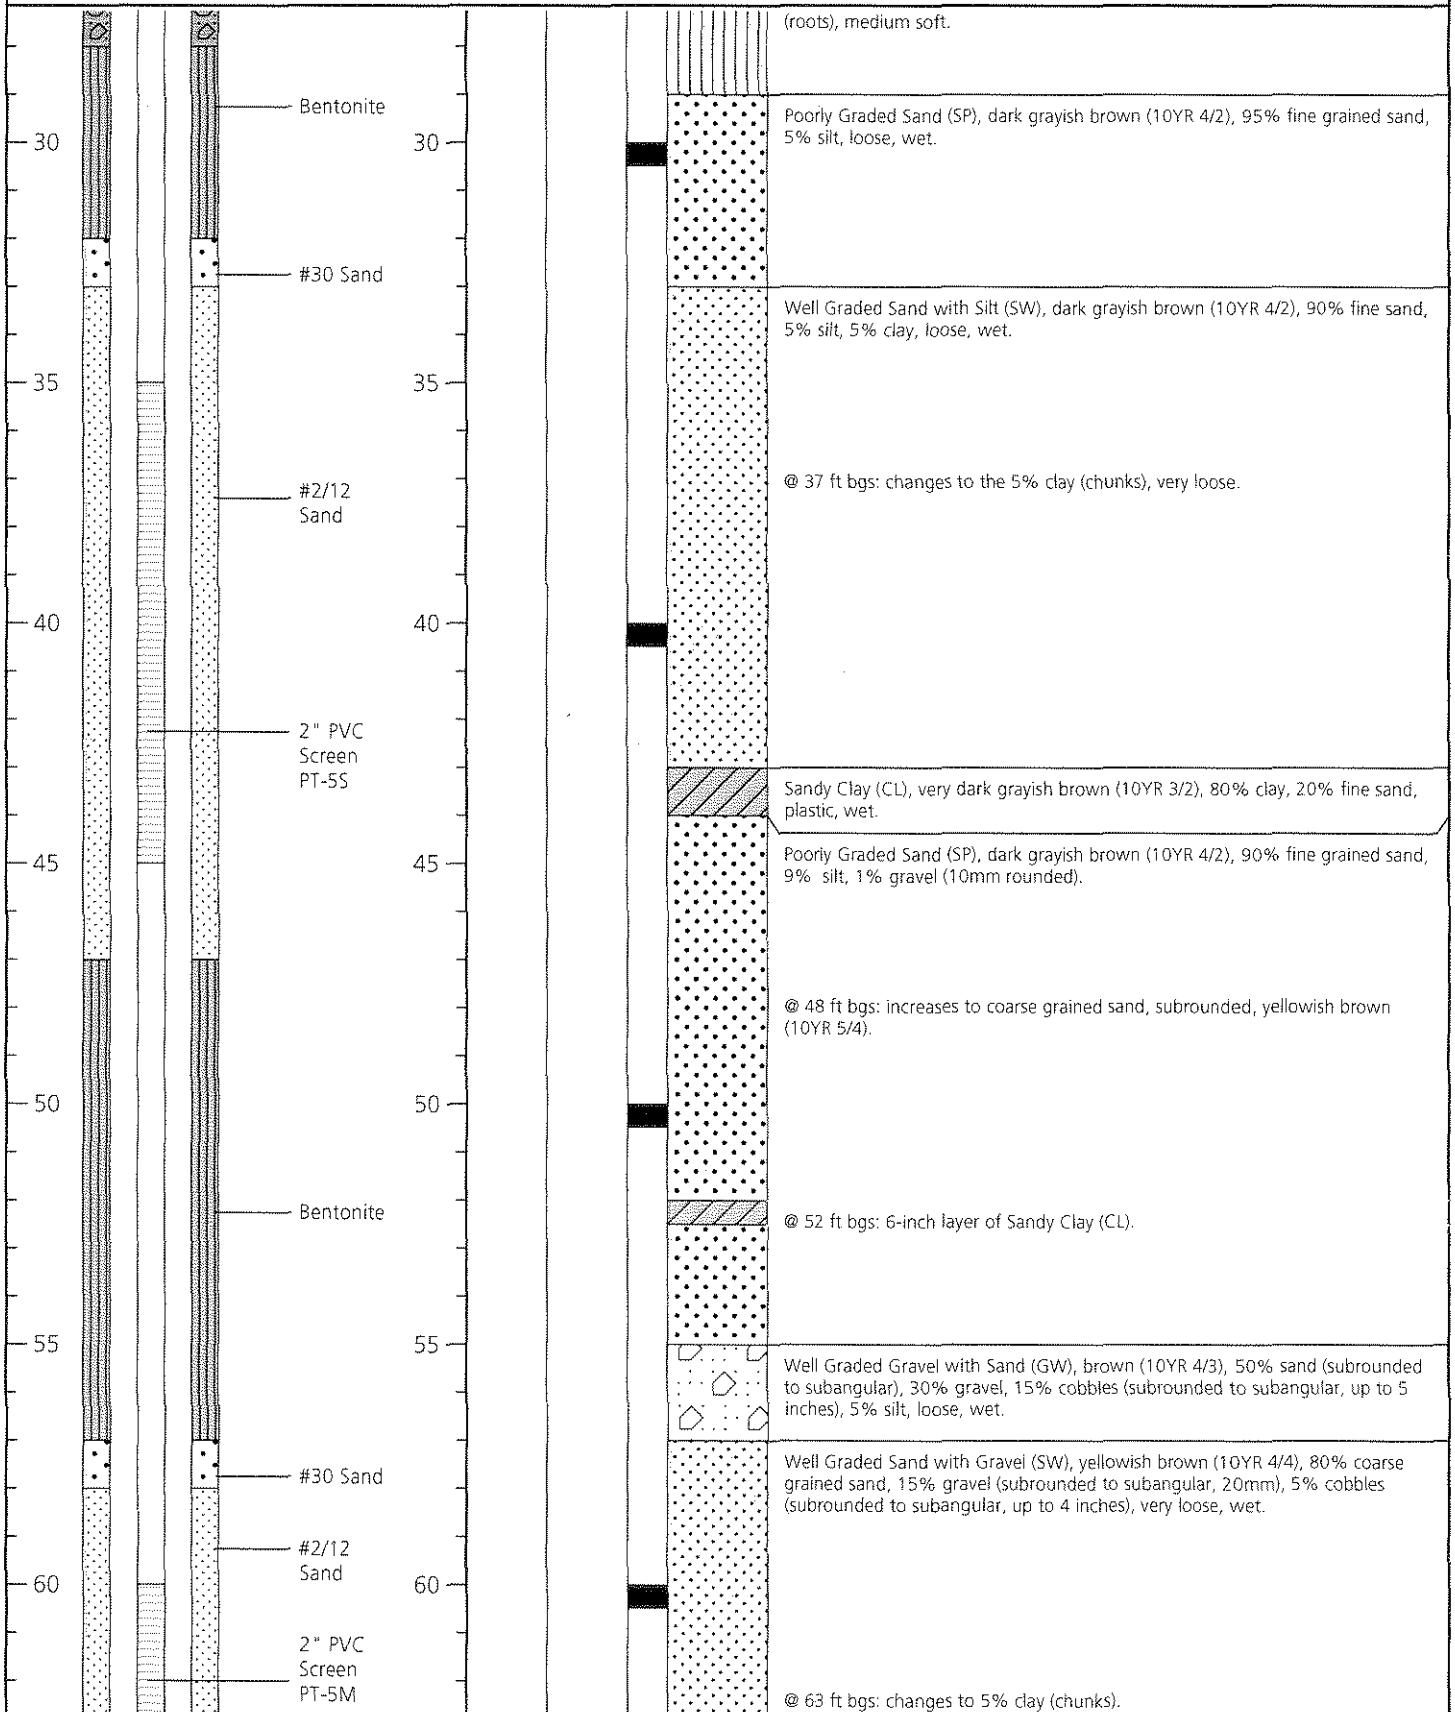 (roots), medium soft.
Bentonite
Poorly Graded Sand (SP), dark grayish brown (10YR 4/2), 95% fine grained sand,
5% silt, loose, wet.
30
30
#30 Sand
Well Graded Sand with Silt (SW), dark grayish brown (10YR 4/2), 90% fine sand,
5% silt, 5% clay, loose, wet.
35
35
@ 37 ft bgs: changes to the 5% clay (chunks), very loose.
#2/12
Sand
40
40
2" PVC
Screen
PT-5S
Sandy Clay (CL), very dark grayish brown (10YR 3/2), 80% clay, 20% fine sand,
plastic, wet.
45
45
Poorly Graded Sand (SP), dark grayish brown (10YR 4/2), 90% fine grained sand,
9% silt, 1% gravel (10mm rounded).
@ 48 ft bgs: increases to coarse grained sand, subrounded, yellowish brown
(10YR 5/4).
50
50
Bentonite
@ 52 ft bgs: 6-inch layer of Sandy Clay (CL).
55
55
Well Graded Gravel with Sand (GW), brown (10YR 4/3), 50% sand (subrounded
to subangular), 30% gravel, 15% cobbles (subrounded to subangular, up to 5
inches), 5% silt, loose, wet.
#30 Sand
Well Graded Sand with Gravel (SW), yellowish brown (10YR 4/4), 80% coarse
grained sand, 15% gravel (subrounded to subangular, 20mm), 5% cobbles
(subrounded to subangular, up to 4 inches), very loose, wet.
#2/12
Sand
60
60
2" PVC
Screen
PT-5M
@ 63 ft bgs: changes to 5% clay (chunks).